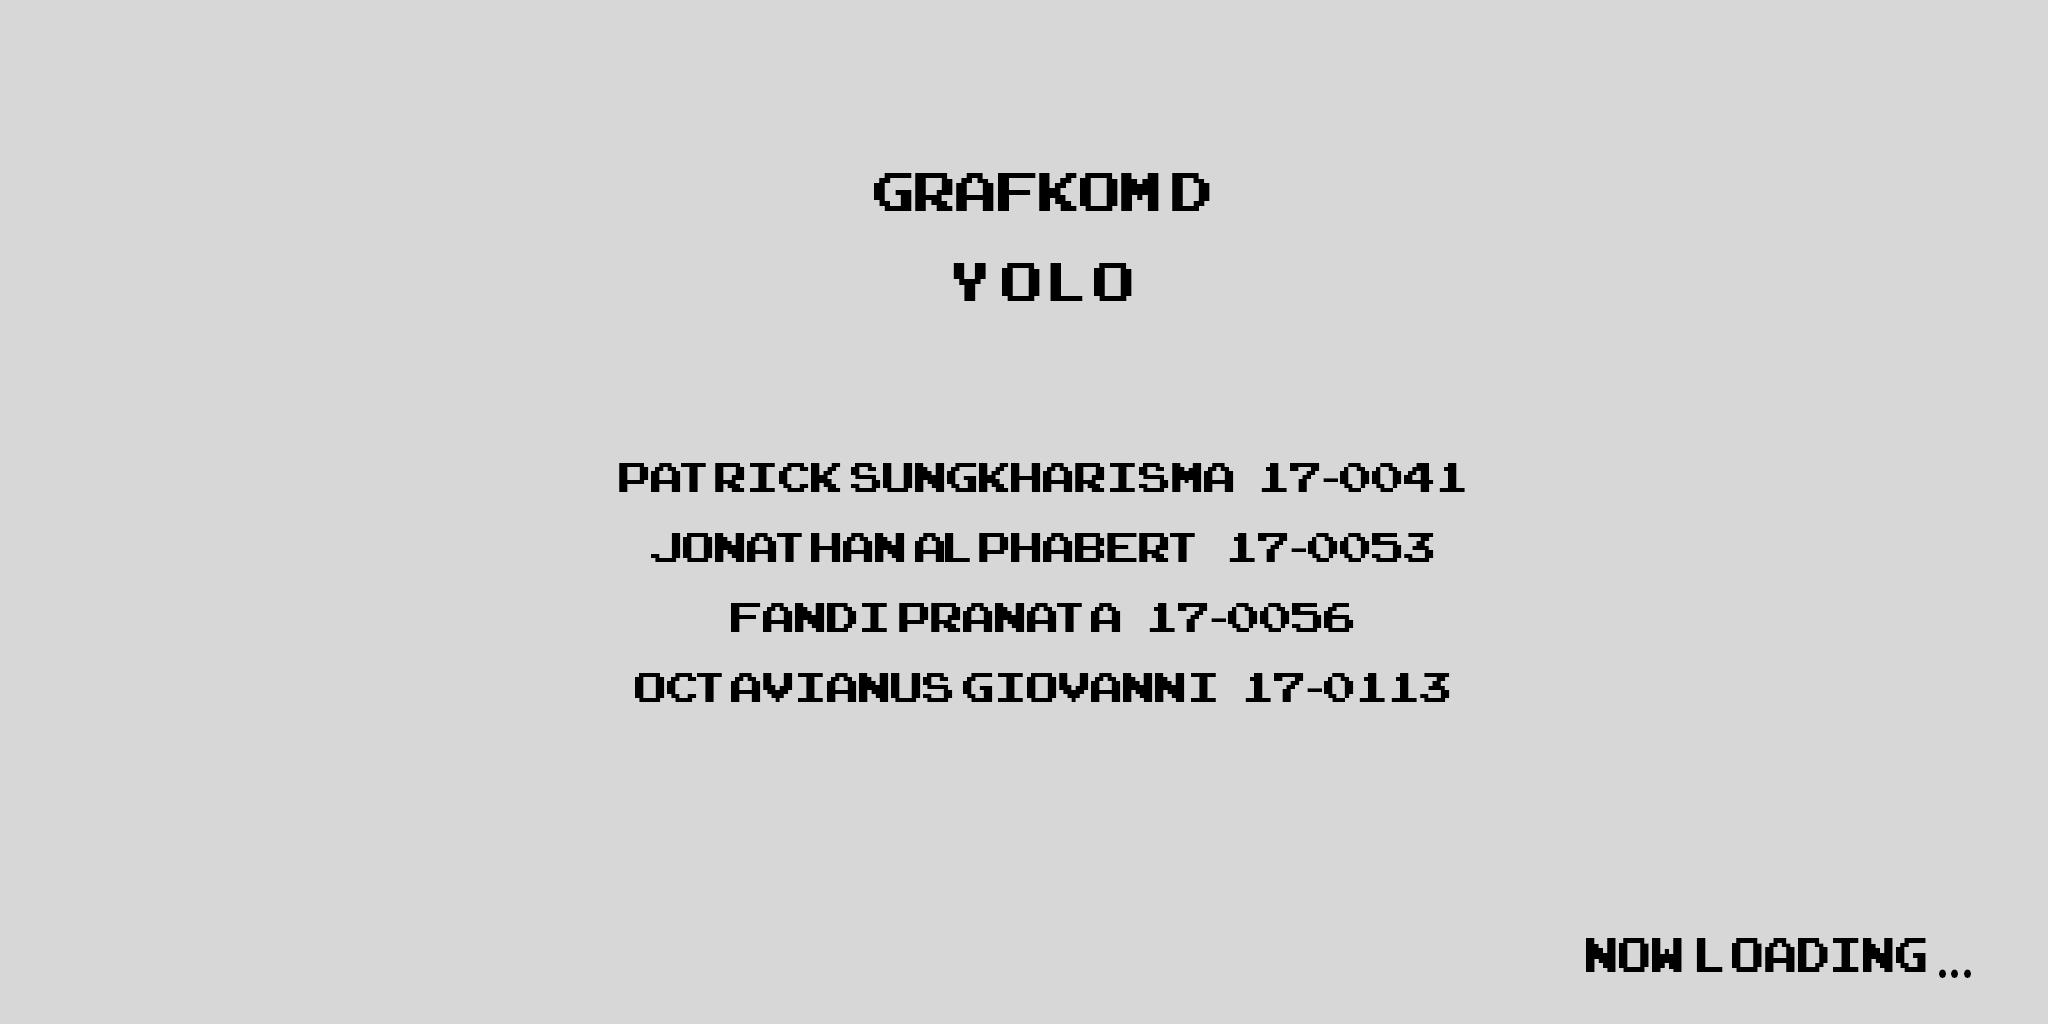 GRAFKOM D
YOLO
PATRICK SUNGKHARISMA 17-0041
JONATHAN ALPHABERT 17-0053
FANDI PRANATA 17-0056
OCTAVIANUS GIOVANNI 17-0113
NOW LOADING...